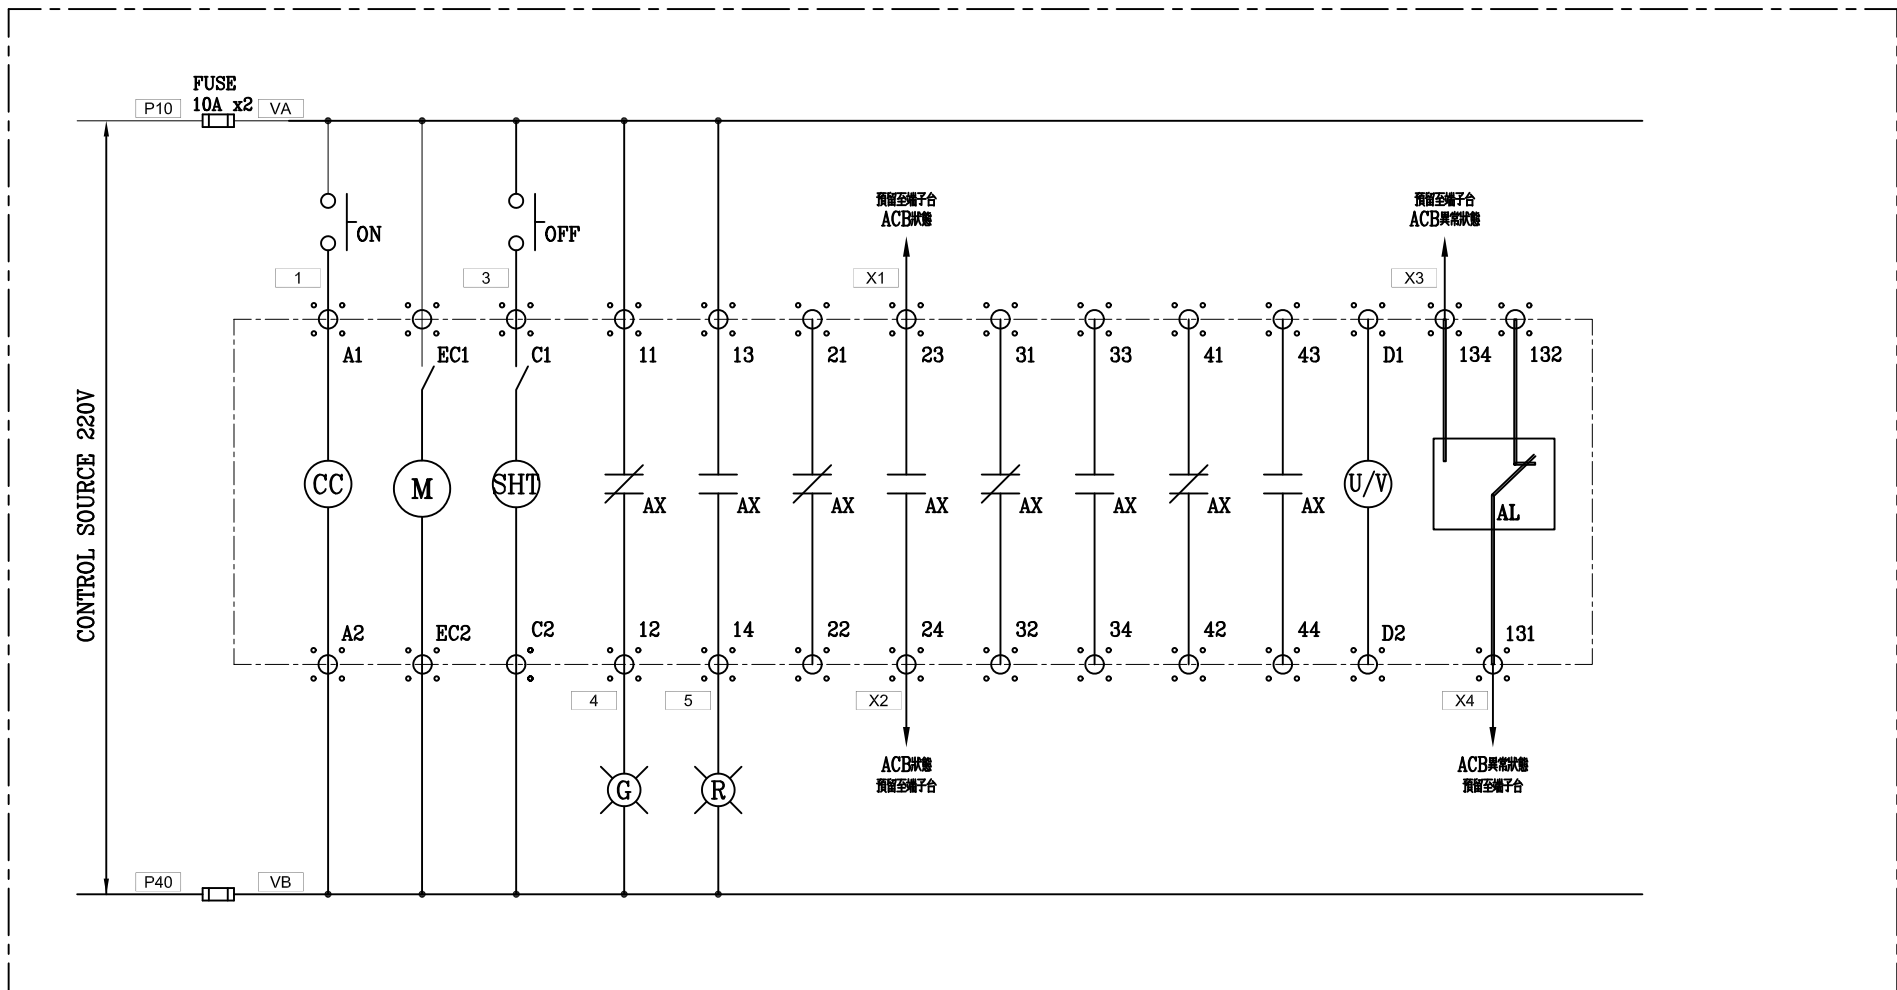 FUSE
10A x2
P10
VA
預留至端子台
ACB狀態
預留至端子台
ACB異常狀態
ON
OFF
1
3
X1
X3
A1
EC1
C1
11
13
21
23
31
33
41
43
D1
134
132
CONTROL SOURCE 220V
CC
M
SHT
U/V
AX
AX
AX
AX
AX
AX
AX
AX
AL
A2
EC2
C2
12
14
22
24
32
34
42
44
D2
131
4
5
X2
X4
ACB狀態
預留至端子台
ACB異常狀態
預留至端子台
G
R
P40
VB